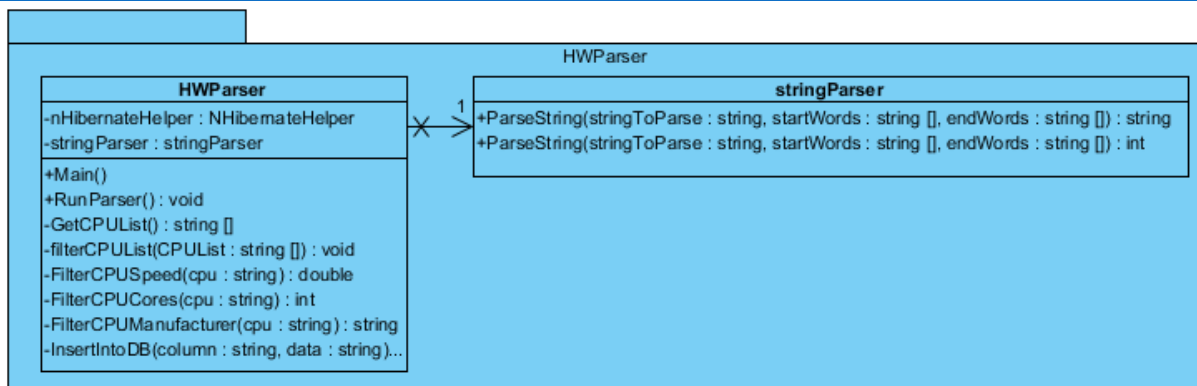 HWParser
HWParser
-nHibernateHelper : NHibernateHelper
-stringParser : stringParser
+Main()
+RunParser() : void
-GetCPUList() : string []
-filterCPUList(CPUList : string []) : void
-FilterCPUSpeed(cpu : string) : double
-FilterCPUCores(cpu : string) : int
-FilterCPUManufacturer(cpu : string) : string
-InsertIntoDB(column : string, data : string)...
1
stringParser
+ParseString(stringToParse : string, startWords : string [], endWords : string []) : string
+ParseString(stringToParse : string, startWords : string [], endWords : string []) : int